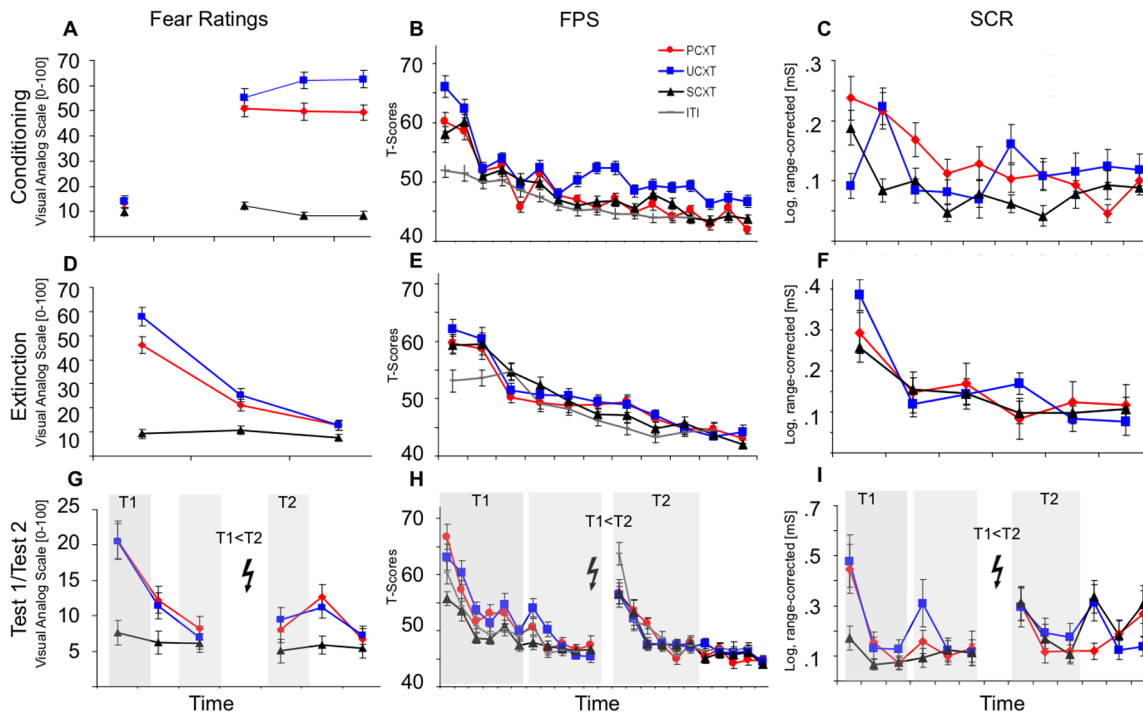 Fear Ratings
FPS
SCR
Conditioning
Visual Analog Scale [0-100]
A
70
60
50
40
30
20
10
B
T-Scores
70
60
50
40
PCXT
UCXT
SCXT
ITI
C
Log, range-corrected [mS]
.3
.2
.1
0
Extinction
Visual Analog Scale [0-100]
D
70
60
50
40
30
20
10
E
T-Scores
70
60
50
40
F
Log, range-corrected [mS]
.4
.3
.2
.1
0
Test 1/Test 2
Visual Analog Scale [0-100]
G
25
20
15
10
5
T1
T2
T1<T2
H
T-Scores
70
60
50
40
T1
T2
T1<T2
I
Log, range-corrected [mS]
.7
.5
.3
.1
T1
T2
T1<T2
Time
Time
Time